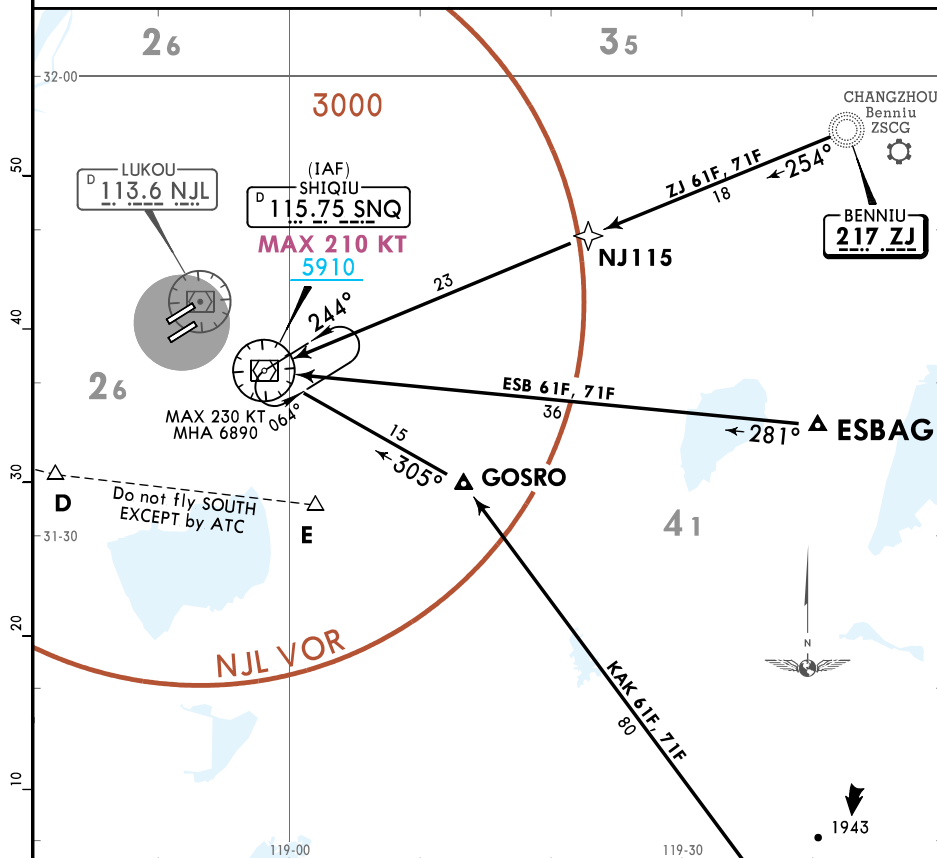 26
35
32-00
3000
CHANGZHOU
Benniu
ZSCG
LUKOU
D 113.6 NJL
(IAF)
SHIQIU
D 115.75 SNQ
MAX 210 KT
5910
ZJ 61F, 71F
18
254°
BENNIU
217 ZJ
NJ115
50
23
244°
40
26
ESB 61F, 71F
36
281°
ESBAG
MAX 230 KT
MHA 6890
064°
15
305°
GOSRO
30
D
Do not fly SOUTH
EXCEPT by ATC
E
31-30
41
20
N
NJL VOR
KAK 61F, 71F
80
10
1943
119-00
119-30